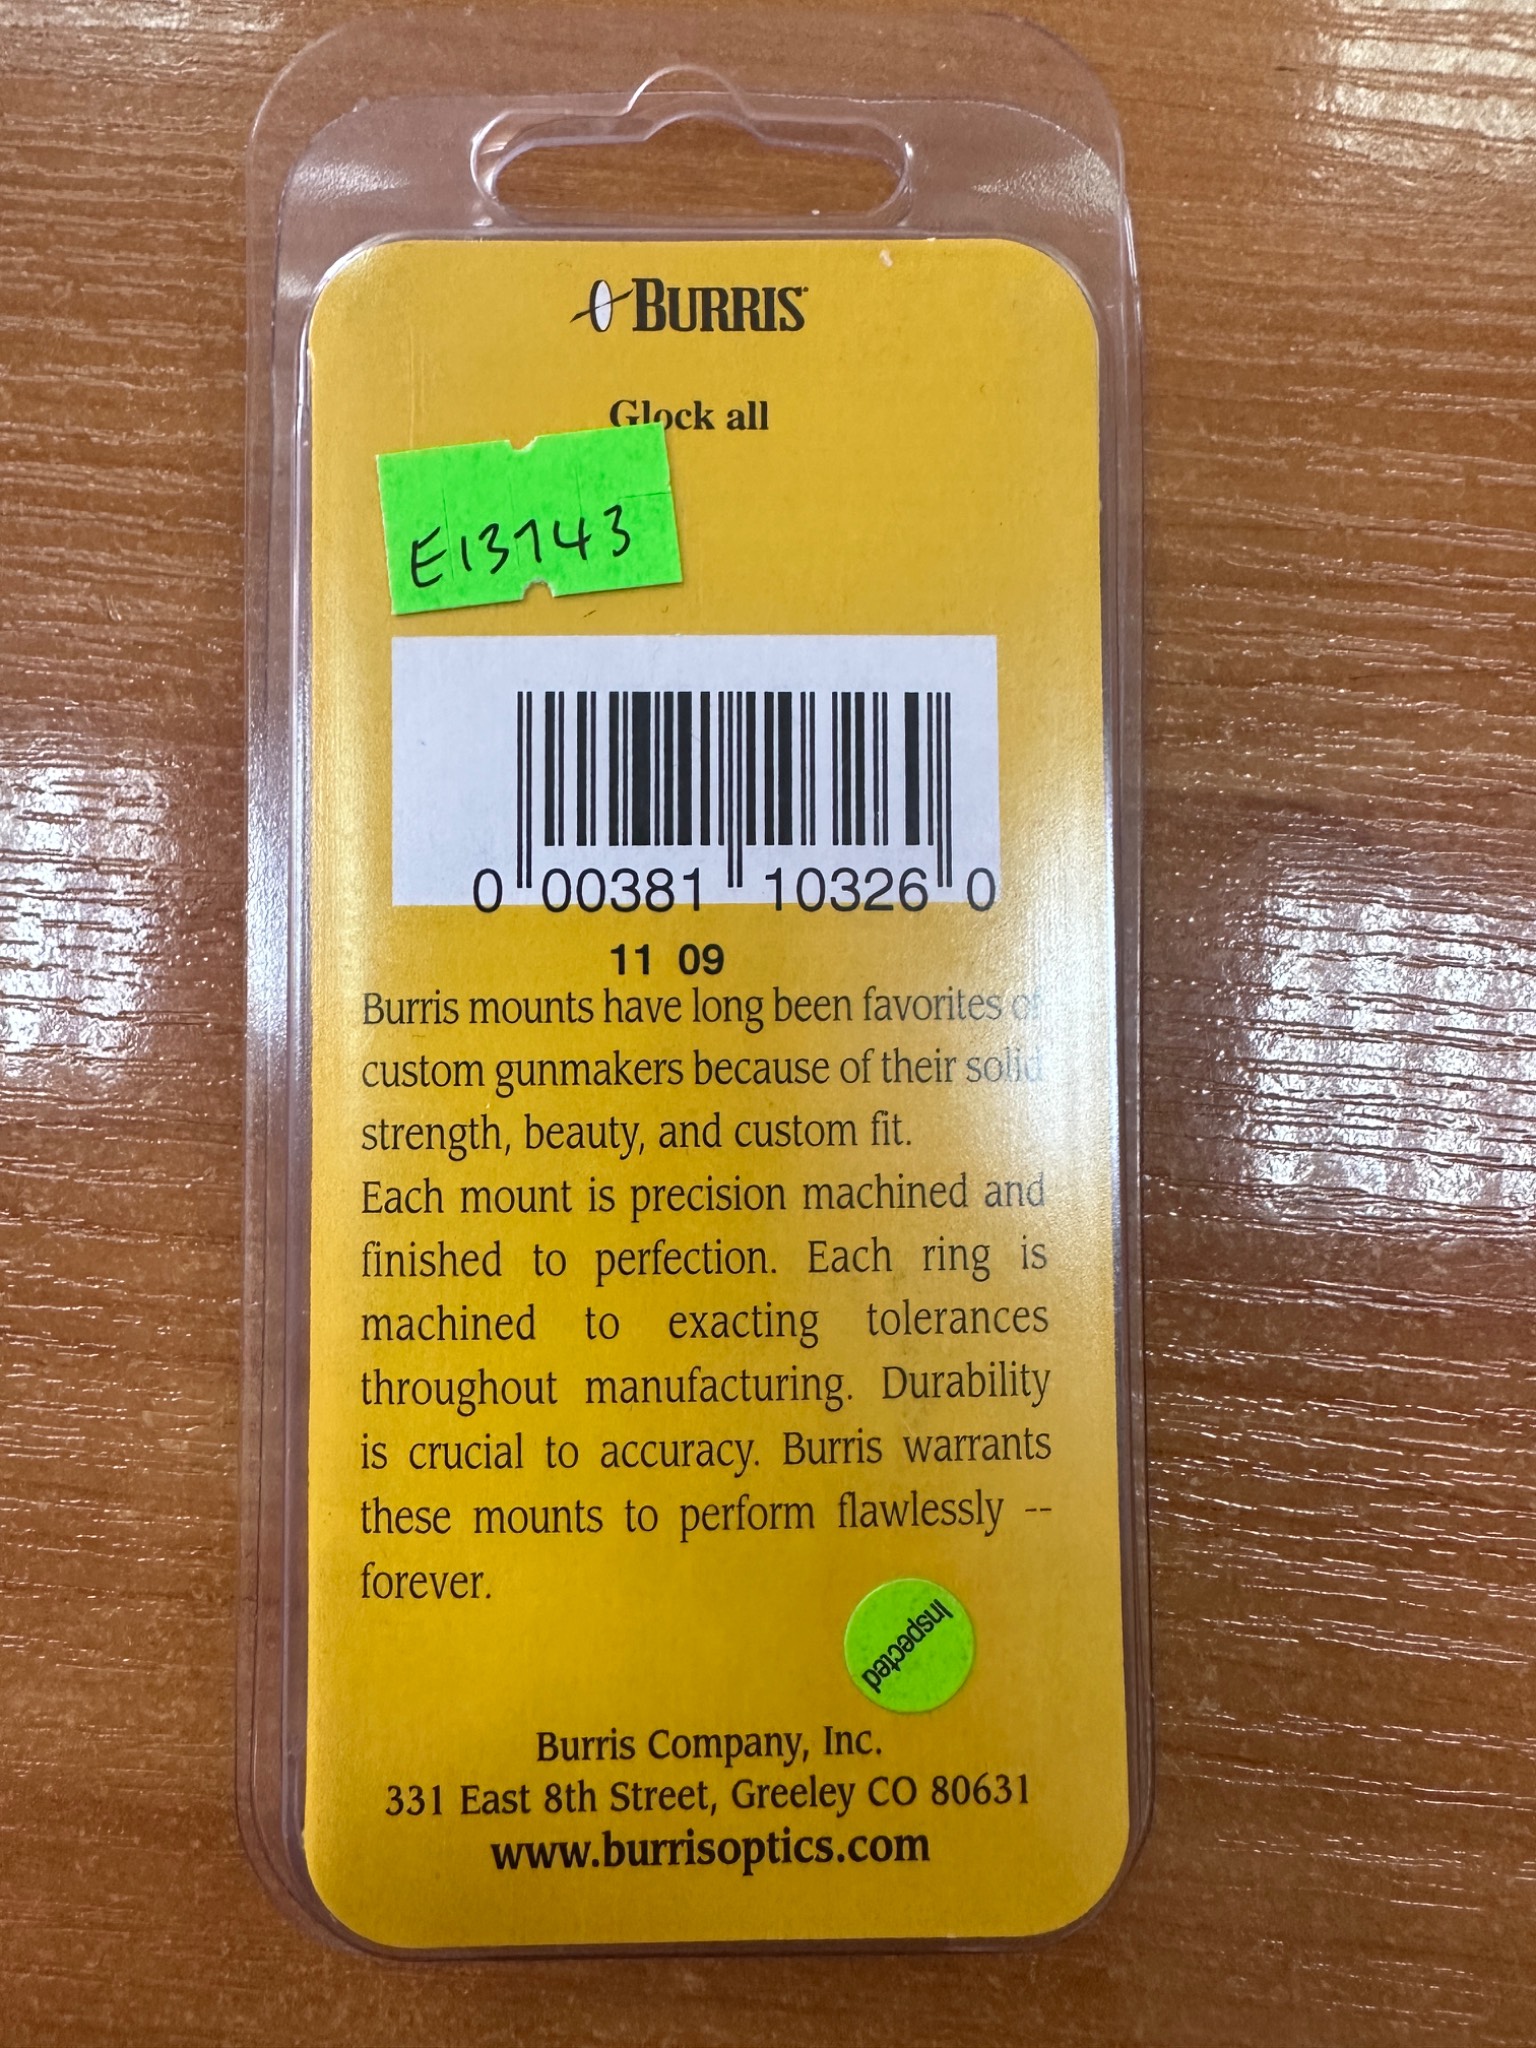 BURRIS
Glock all
E13743
0 00381 10326 0
11 09
Burris mounts have long been favorites of
custom gunmakers because of their solid
strength, beauty, and custom fit.
Each mount is precision machined and
finished to perfection. Each ring is
machined to exacting tolerances
throughout manufacturing. Durability
is crucial to accuracy. Burris warrants
these mounts to perform flawlessly --
forever.
Inspected
Burris Company, Inc.
331 East 8th Street, Greeley CO 80631
www.burrisoptics.com